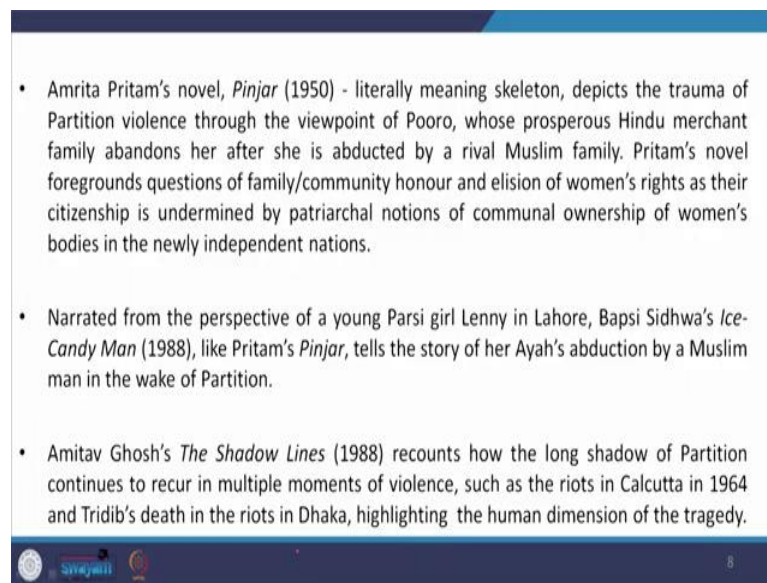 • Amrita Pritam's novel, Pinjar (1950) - literally meaning skeleton, depicts the trauma of
Partition violence through the viewpoint of Pooro, whose prosperous Hindu merchant
family abandons her after she is abducted by a rival Muslim family. Pritam's novel
foregrounds questions of family/community honour and elision of women's rights as their
citizenship is undermined by patriarchal notions of communal ownership of women's
bodies in the newly independent nations.
• Narrated from the perspective of a young Parsi girl Lenny in Lahore, Bapsi Sidhwa's Ice-
Candy Man (1988), like Pritam's Pinjar, tells the story of her Ayah's abduction by a Muslim
man in the wake of Partition.
• Amitav Ghosh's The Shadow Lines (1988) recounts how the long shadow of Partition
continues to recur in multiple moments of violence, such as the riots in Calcutta in 1964
and Tridib's death in the riots in Dhaka, highlighting the human dimension of the tragedy.
swayam
8